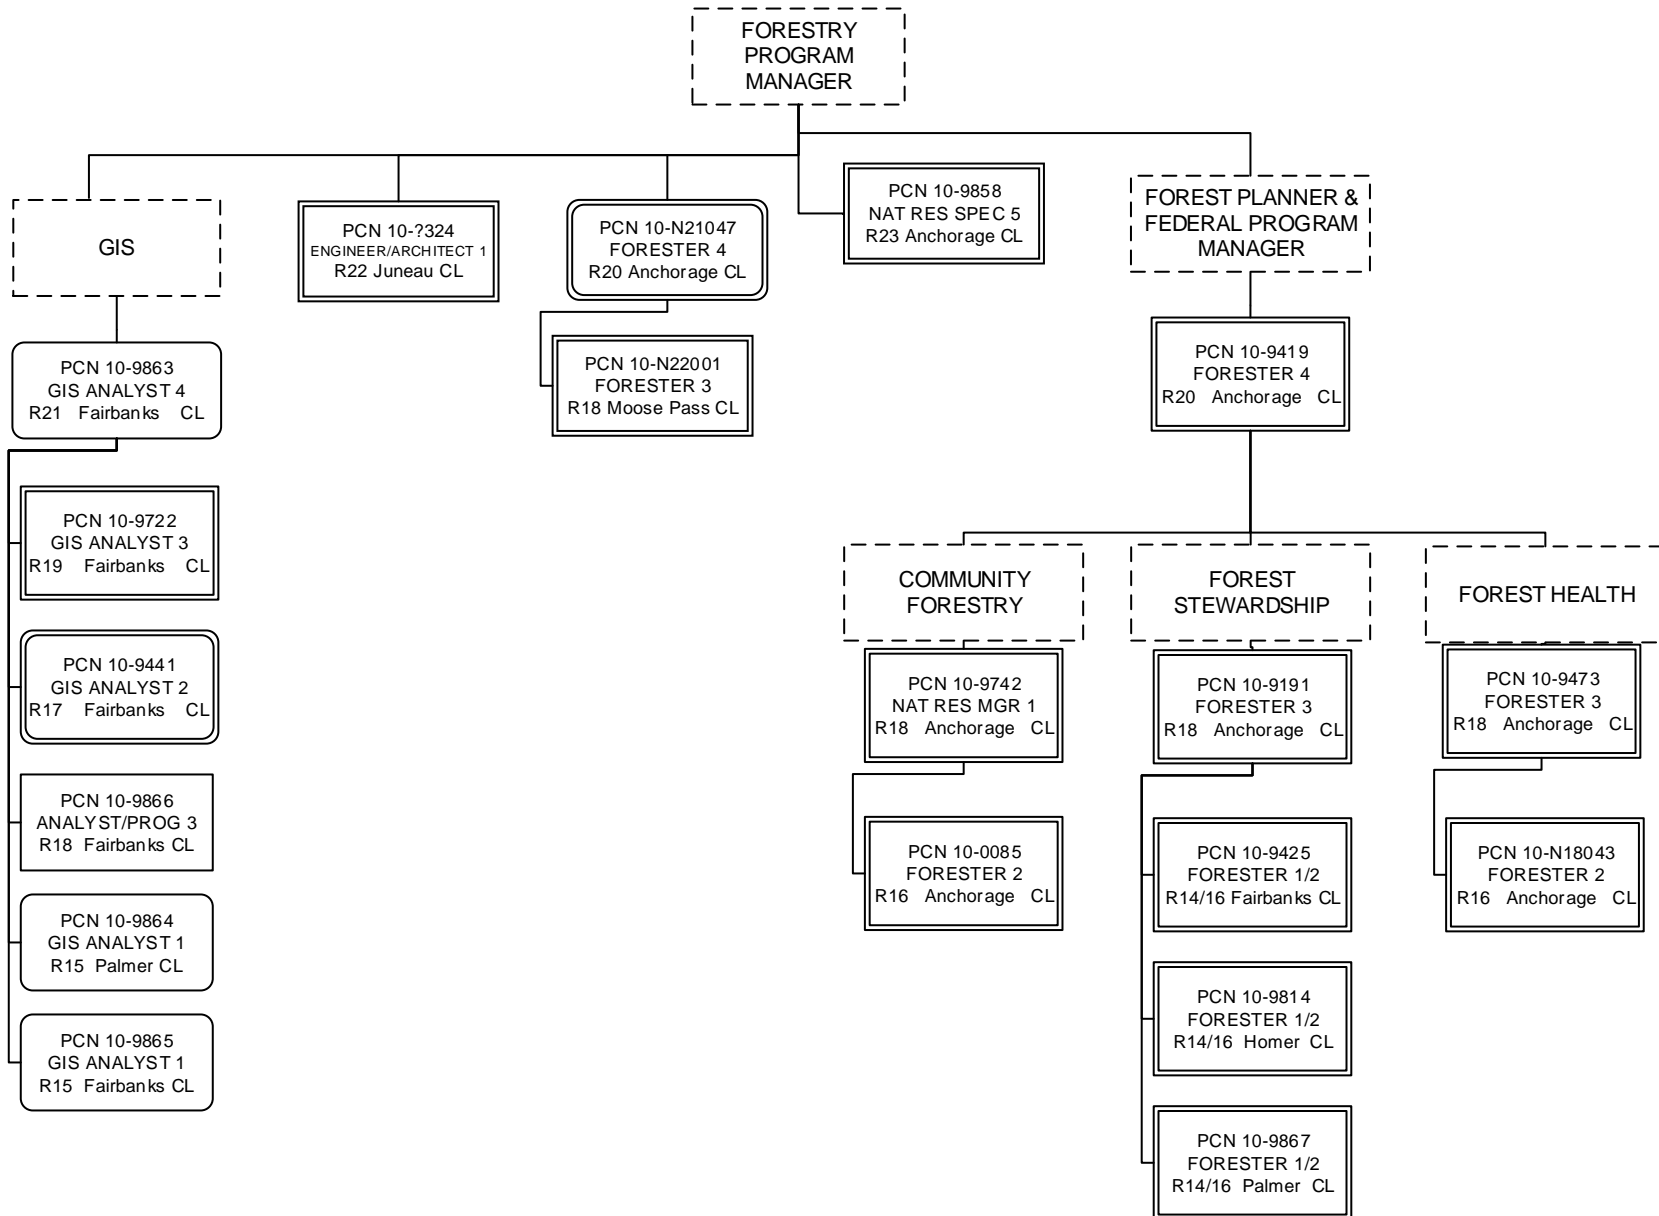 FORESTRY
PROGRAM
MANAGER
GIS
PCN 10-?324
ENGINEER/ARCHITECT 1
R22 Juneau CL
PCN 10-N21047
FORESTER 4
R20 Anchorage CL
PCN 10-9858
NAT RES SPEC 5
R23 Anchorage CL
FOREST PLANNER &
FEDERAL PROGRAM
MANAGER
PCN 10-9863
GIS ANALYST 4
R21 Fairbanks CL
PCN 10-N22001
FORESTER 3
R18 Moose Pass CL
PCN 10-9419
FORESTER 4
R20 Anchorage CL
PCN 10-9722
GIS ANALYST 3
R19 Fairbanks CL
PCN 10-9441
GIS ANALYST 2
R17 Fairbanks CL
PCN 10-9866
ANALYST/PROG 3
R18 Fairbanks CL
PCN 10-9864
GIS ANALYST 1
R15 Palmer CL
PCN 10-9865
GIS ANALYST 1
R15 Fairbanks CL
COMMUNITY
FORESTRY
PCN 10-9742
NAT RES MGR 1
R18 Anchorage CL
PCN 10-0085
FORESTER 2
R16 Anchorage CL
FOREST
STEWARDSHIP
PCN 10-9191
FORESTER 3
R18 Anchorage CL
PCN 10-9425
FORESTER 1/2
R14/16 Fairbanks CL
PCN 10-9814
FORESTER 1/2
R14/16 Homer CL
PCN 10-9867
FORESTER 1/2
R14/16 Palmer CL
FOREST HEALTH
PCN 10-9473
FORESTER 3
R18 Anchorage CL
PCN 10-N18043
FORESTER 2
R16 Anchorage CL